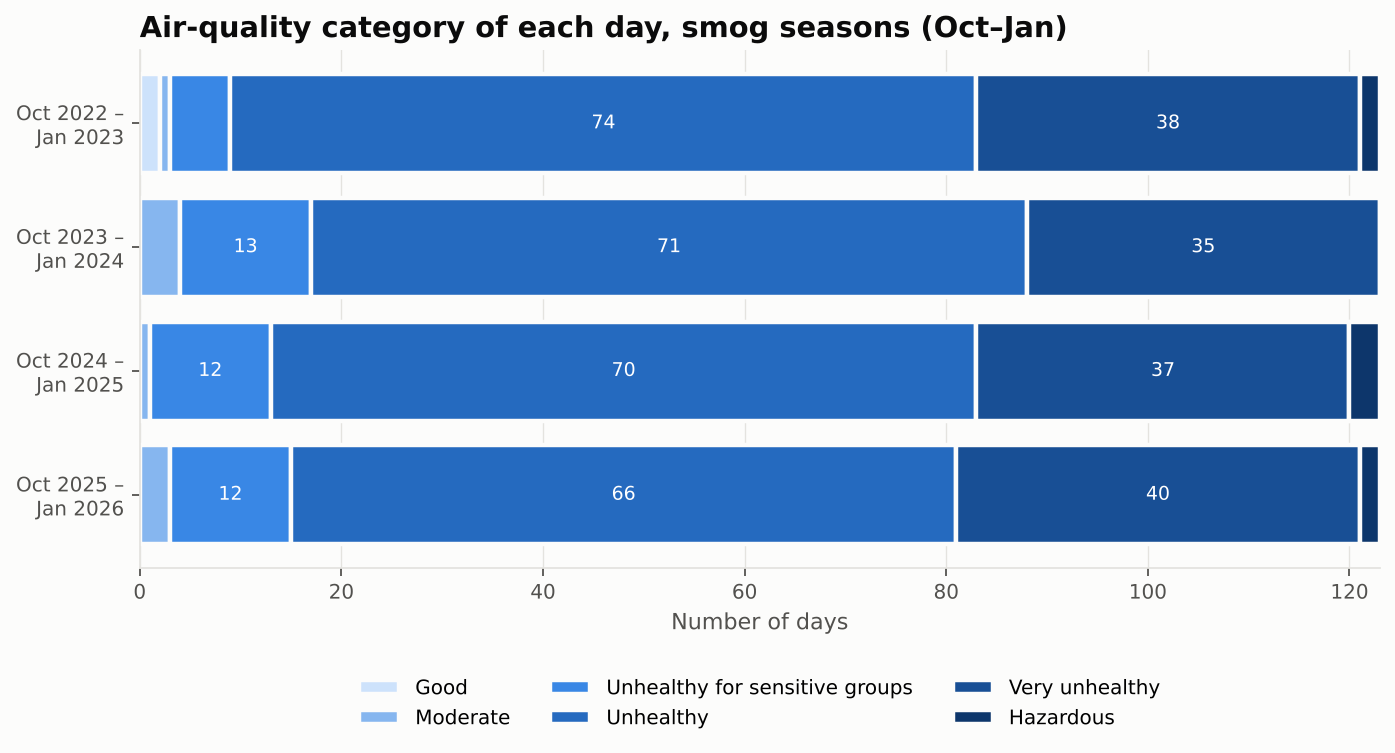 Air-quality category of each day, smog seasons (Oct–Jan)
Oct 2022 –
Jan 2023
74
38
Oct 2023 –
Jan 2024
13
71
35
Oct 2024 –
Jan 2025
12
70
37
Oct 2025 –
Jan 2026
12
66
40
0 20 40 60 80 100 120
Number of days
Good
Moderate
Unhealthy for sensitive groups
Unhealthy
Very unhealthy
Hazardous